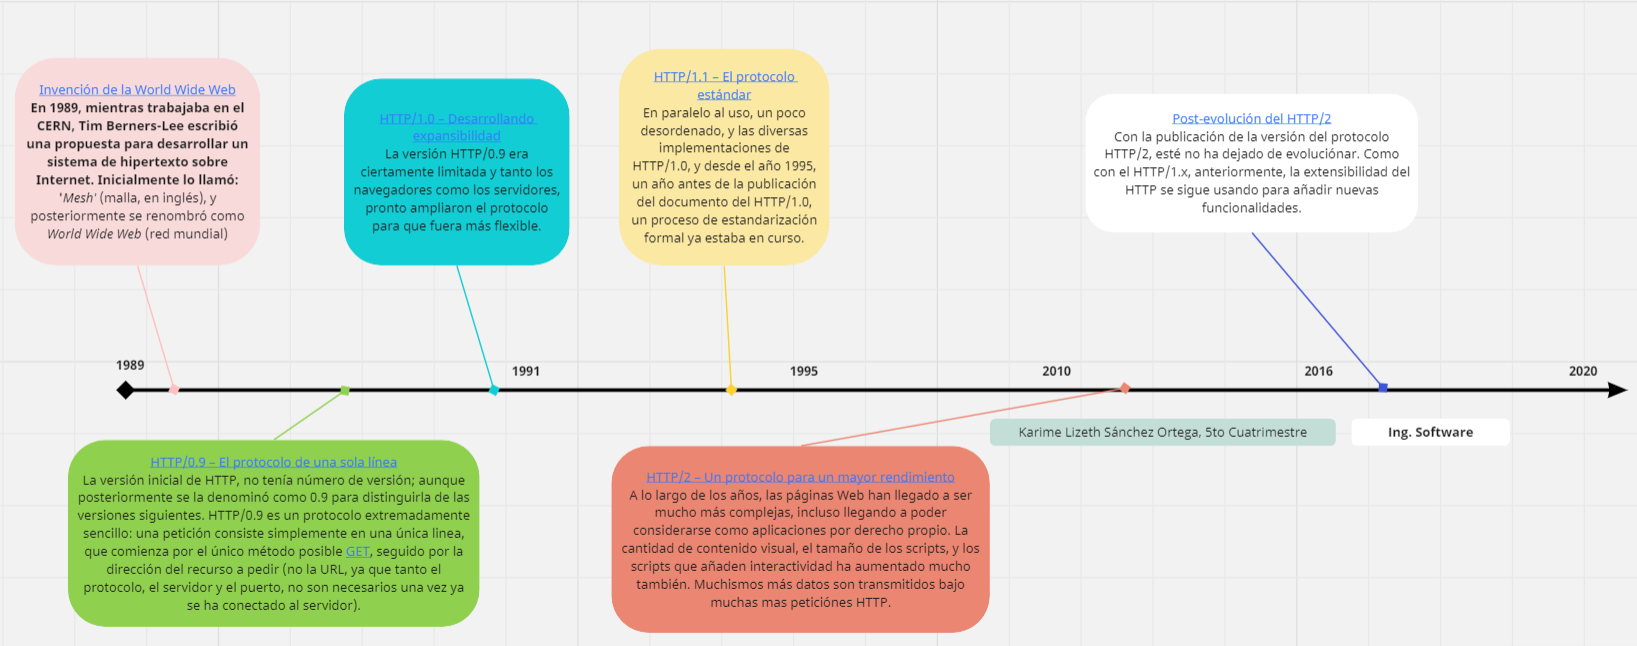 Invención de la World Wide Web
En 1989, mientras trabajaba en el
CERN, Tim Berners-Lee escribió
una propuesta para desarrollar un
sistema de hipertexto sobre
Internet. Inicialmente lo llamó:
'Mesh' (malla, en inglés), y
posteriormente se renombró como
World Wide Web (red mundial)
HTTP/1.0 – Desarrollando
expansibilidad
La versión HTTP/0.9 era
ciertamente limitada y tanto los
navegadores como los servidores,
pronto ampliaron el protocolo
para que fuera más flexible.
HTTP/1.1 – El protocolo
estándar
En paralelo al uso, un poco
desordenado, y las diversas
implementaciones de
HTTP/1.0, y desde el año 1995,
un año antes de la publicación
del documento del HTTP/1.0,
un proceso de estandarización
formal ya estaba en curso.
Post-evolución del HTTP/2
Con la publicación de la versión del protocolo
HTTP/2, esté no ha dejado de evoluciónar. Como
con el HTTP/1.x, anteriormente, la extensibilidad del
HTTP se sigue usando para añadir nuevas
funcionalidades.
1989
1991
1995
2010
2016
2020
Karime Lizeth Sánchez Ortega, 5to Cuatrimestre
Ing. Software
HTTP/0.9 – El protocolo de una sola línea
La versión inicial de HTTP, no tenía número de versión; aunque
posteriormente se la denominó como 0.9 para distinguirla de las
versiones siguientes. HTTP/0.9 es un protocolo extremadamente
sencillo: una petición consiste simplemente en una única linea,
que comienza por el único método posible GET, seguido por la
dirección del recurso a pedir (no la URL, ya que tanto el
protocolo, el servidor y el puerto, no son necesarios una vez ya
se ha conectado al servidor).
HTTP/2 – Un protocolo para un mayor rendimiento
A lo largo de los años, las páginas Web han llegado a ser
mucho más complejas, incluso llegando a poder
considerarse como aplicaciones por derecho propio. La
cantidad de contenido visual, el tamaño de los scripts, y los
scripts que añaden interactividad ha aumentado mucho
también. Muchismos más datos son transmitidos bajo
muchas mas peticiónes HTTP.